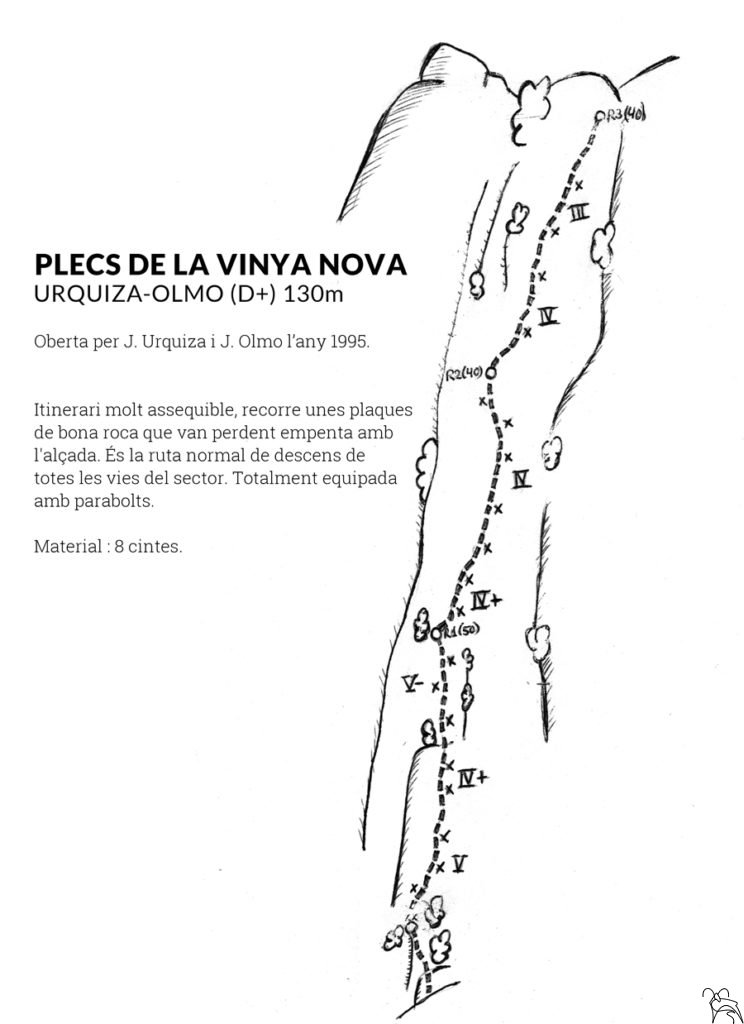 R3(40)
III
PLECS DE LA VINYA NOVA
URQUIZA-OLMO (D+) 130m
IV
Oberta per J. Urquiza i J. Olmo l'any 1995.
R2(40)
Itinerari molt assequible, recorre unes plaques
de bona roca que van perdent empenta amb
l'alçada. És la ruta normal de descens de
totes les vies del sector. Totalment equipada
amb parabolts.
IV
Material : 8 cintes.
IV+
R1(50)
V-
IV+
V